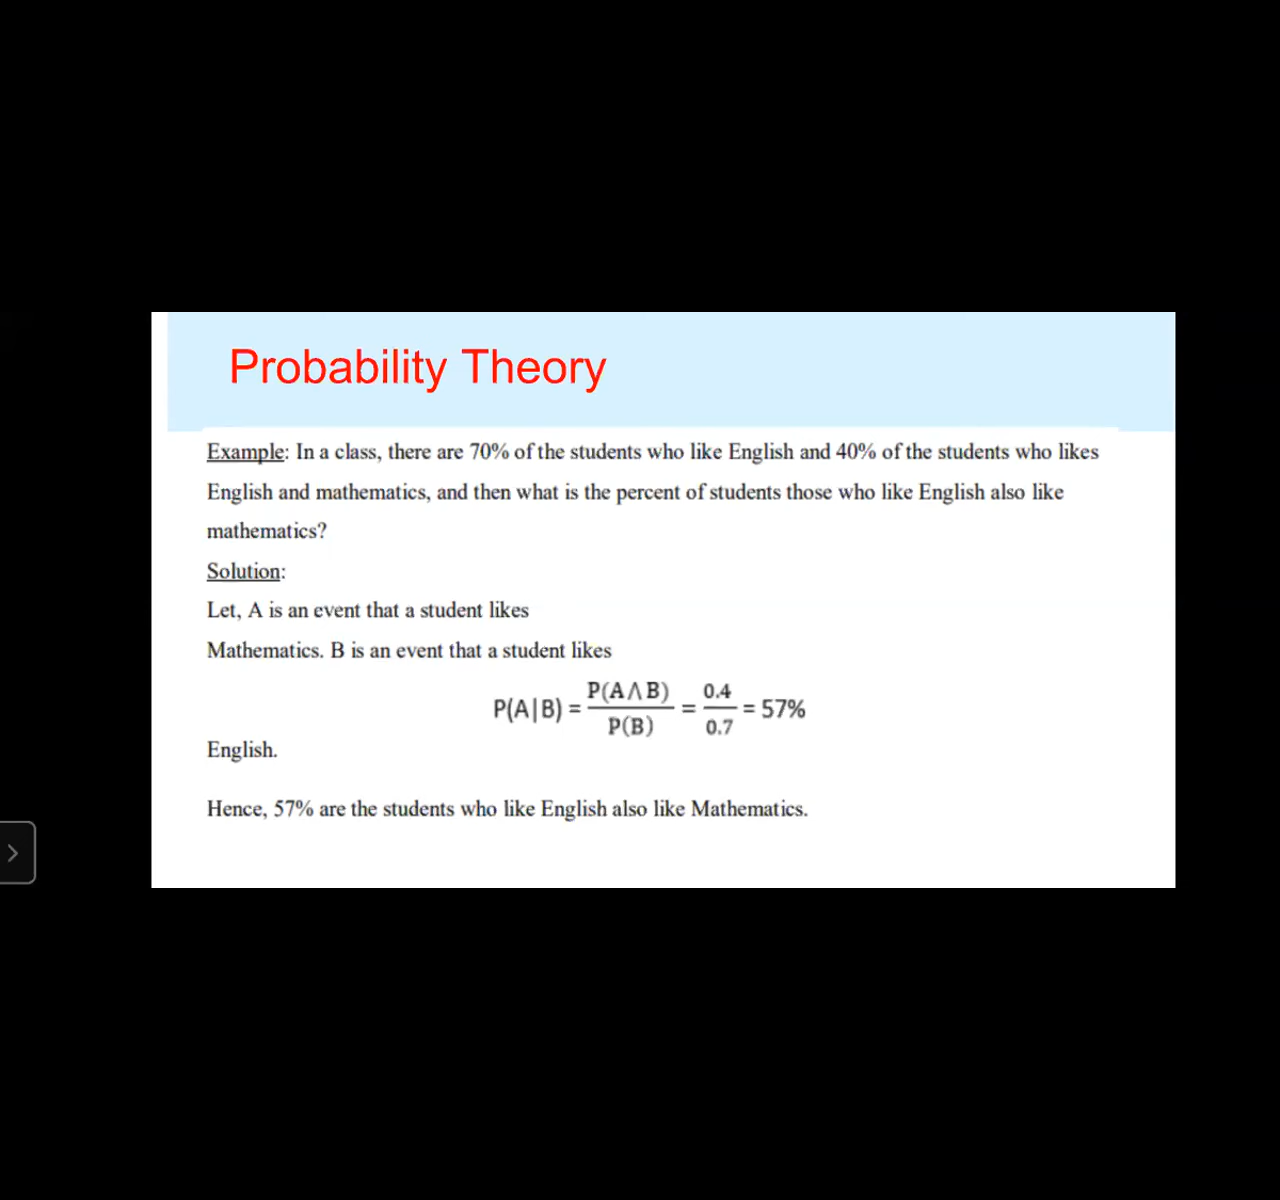 Probability Theory
Example: In a class, there are 70% of the students who like English and 40% of the students who likes
English and mathematics, and then what is the percent of students those who like English also like
mathematics?
Solution:
Let, A is an event that a student likes
Mathematics. B is an event that a student likes
P(A|B) = P(A⋀B) / P(B) = 0.4 / 0.7 = 57%
English.
Hence, 57% are the students who like English also like Mathematics.